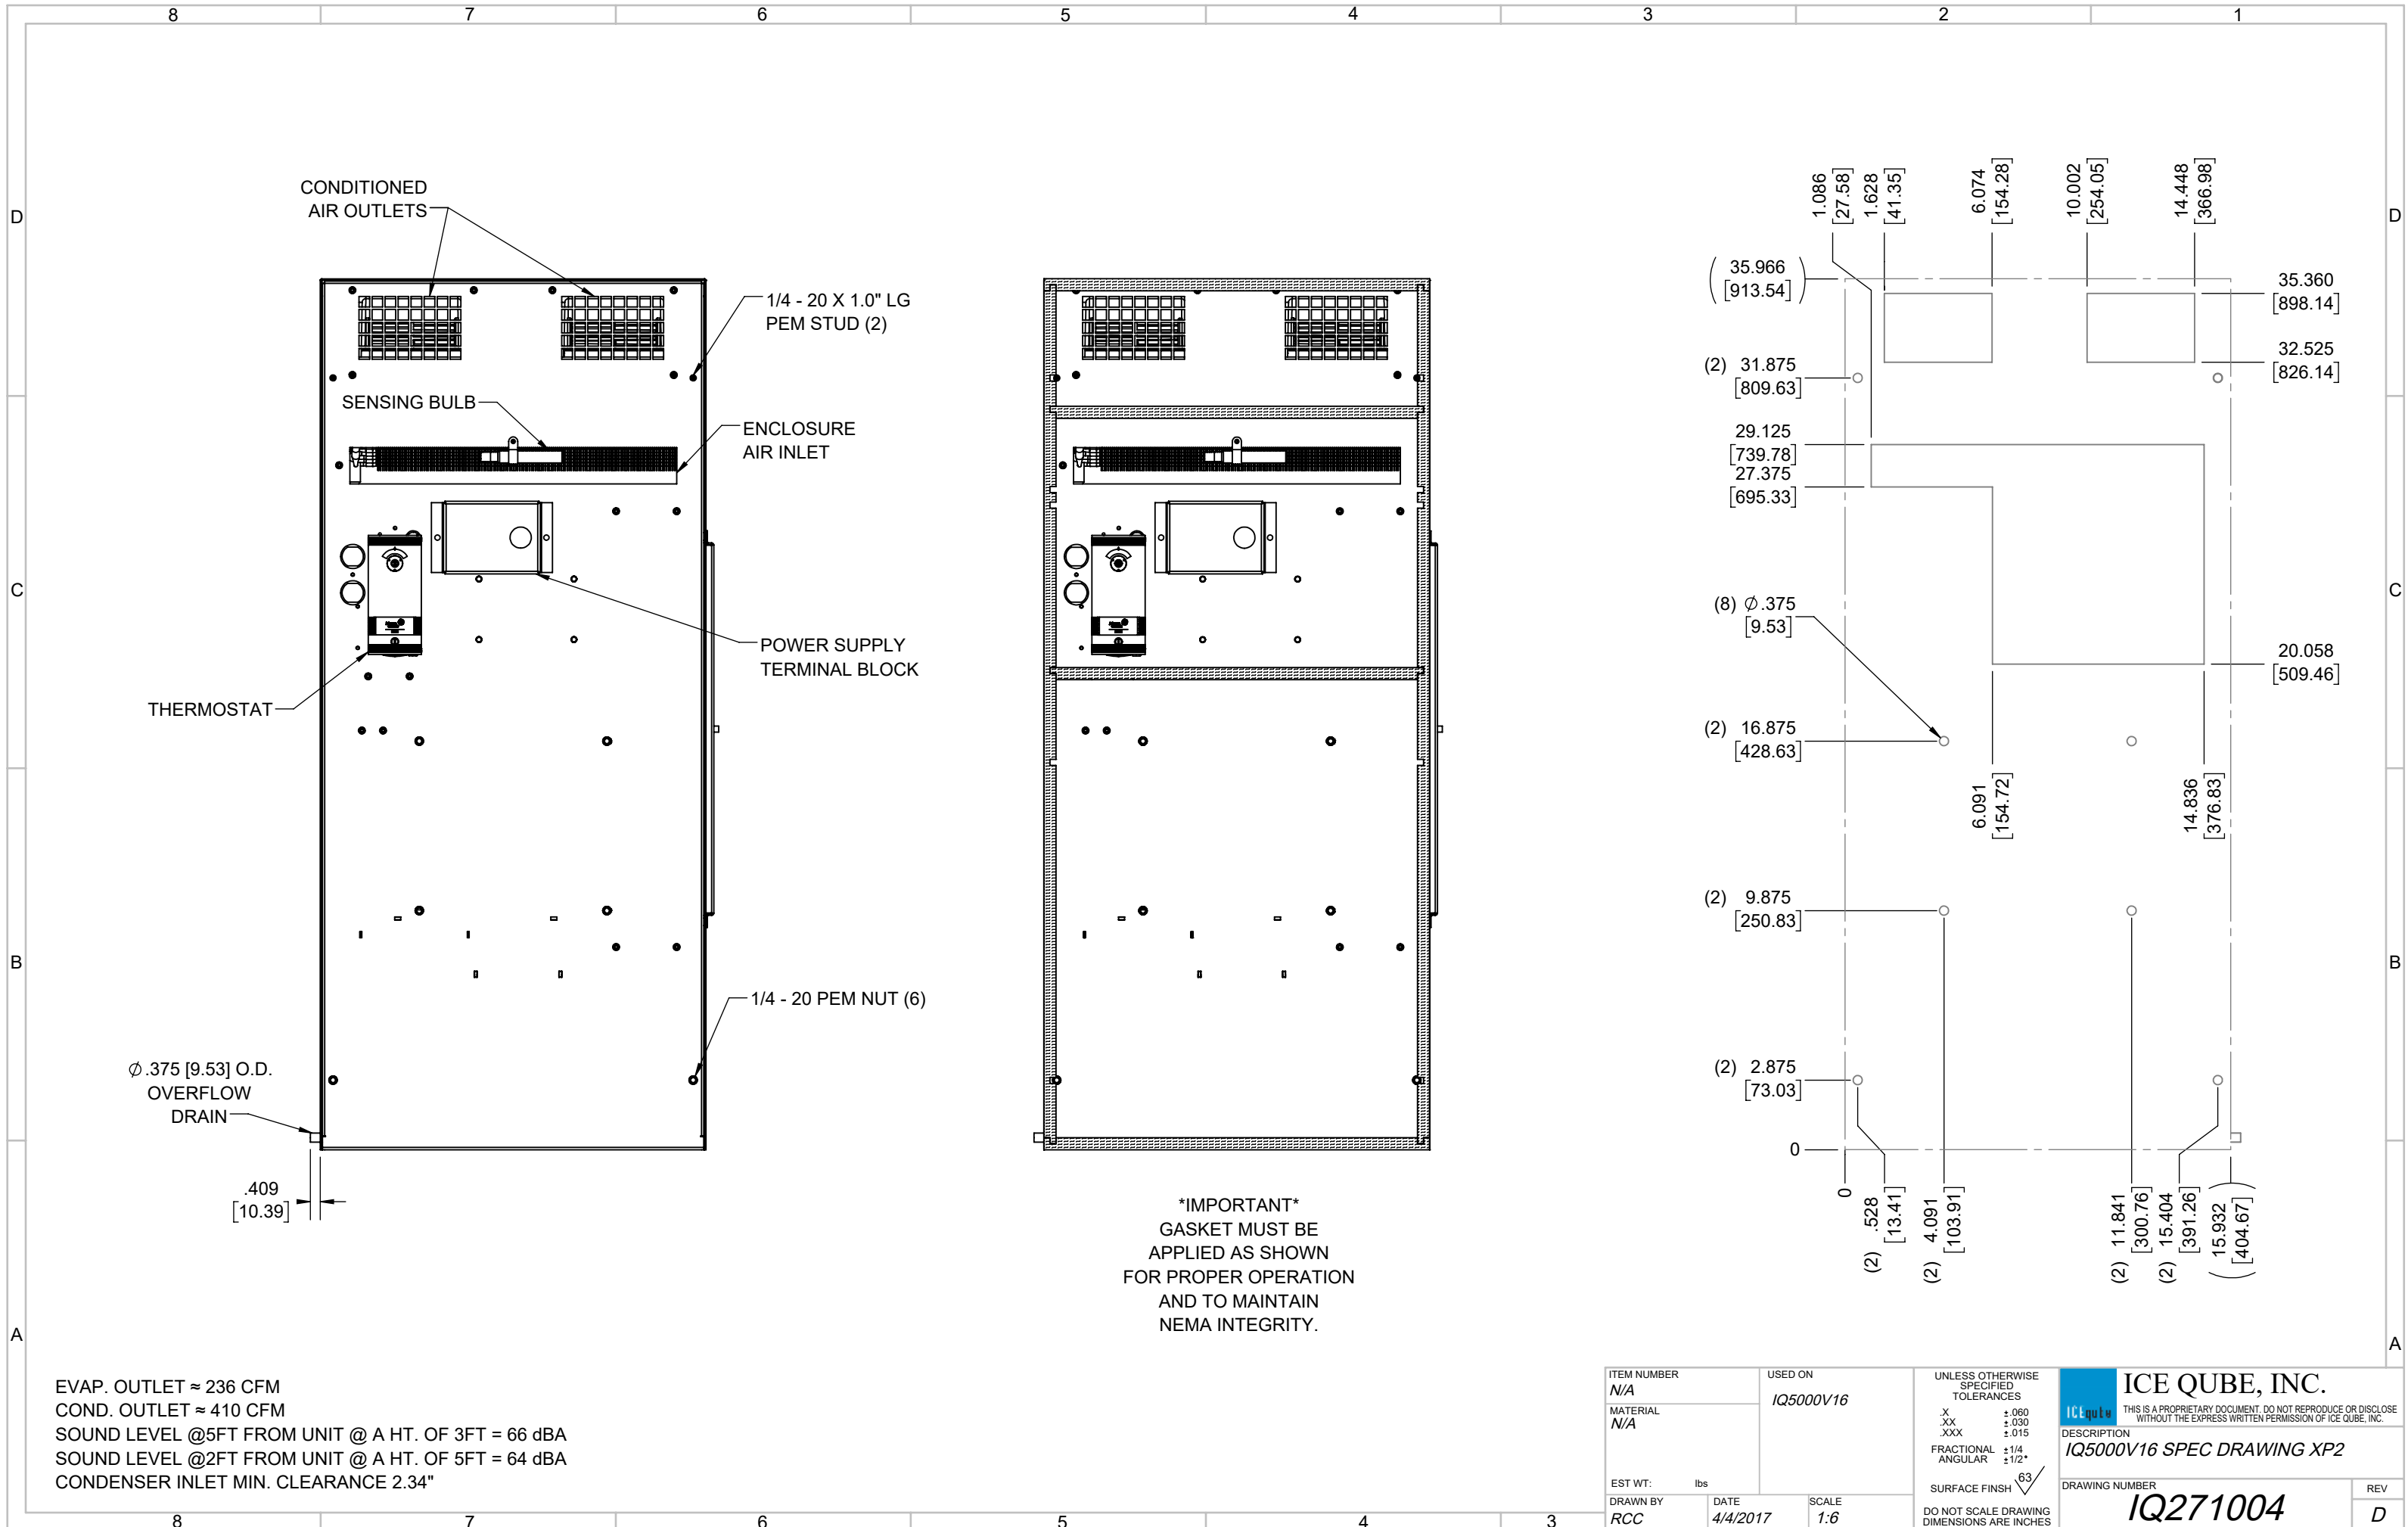 8 7 6 5 4 3 2 1
D
D
C
C
B
B
A
A
CONDITIONED
AIR OUTLETS
1/4 - 20 X 1.0" LG
PEM STUD (2)
SENSING BULB
ENCLOSURE
AIR INLET
POWER SUPPLY
TERMINAL BLOCK
THERMOSTAT
1/4 - 20 PEM NUT (6)
Ø .375 [9.53] O.D.
OVERFLOW
DRAIN
.409
[10.39]
*IMPORTANT*
GASKET MUST BE
APPLIED AS SHOWN
FOR PROPER OPERATION
AND TO MAINTAIN
NEMA INTEGRITY.
1.086
[27.58]
1.628
[41.35]
6.074
[154.28]
10.002
[254.05]
14.448
[366.98]
(35.966
[913.54])
35.360
[898.14]
32.525
[826.14]
(2) 31.875
[809.63]
29.125
[739.78]
27.375
[695.33]
(8) Ø .375
[9.53]
20.058
[509.46]
(2) 16.875
[428.63]
6.091
[154.72]
14.836
[376.83]
(2) 9.875
[250.83]
(2) 2.875
[73.03]
0
0
(2) .528
[13.41]
(2) 4.091
[103.91]
(2) 11.841
[300.76]
(2) 15.404
[391.26]
(15.932
[404.67])
EVAP. OUTLET ≈ 236 CFM
COND. OUTLET ≈ 410 CFM
SOUND LEVEL @5FT FROM UNIT @ A HT. OF 3FT = 66 dBA
SOUND LEVEL @2FT FROM UNIT @ A HT. OF 5FT = 64 dBA
CONDENSER INLET MIN. CLEARANCE 2.34"
ITEM NUMBER
N/A
MATERIAL
N/A
EST WT: lbs
DRAWN BY
RCC
DATE
4/4/2017
SCALE
1:6
USED ON
IQ5000V16
UNLESS OTHERWISE
SPECIFIED
TOLERANCES
.X ±.060
.XX ±.030
.XXX ±.015
FRACTIONAL ±1/4
ANGULAR ±1/2°
SURFACE FINSH 63
DO NOT SCALE DRAWING
DIMENSIONS ARE INCHES
ICEqube
ICE QUBE, INC.
THIS IS A PROPRIETARY DOCUMENT. DO NOT REPRODUCE OR DISCLOSE
WITHOUT THE EXPRESS WRITTEN PERMISSION OF ICE QUBE, INC.
DESCRIPTION
IQ5000V16 SPEC DRAWING XP2
DRAWING NUMBER
IQ271004
REV
D
8 7 6 5 4 3